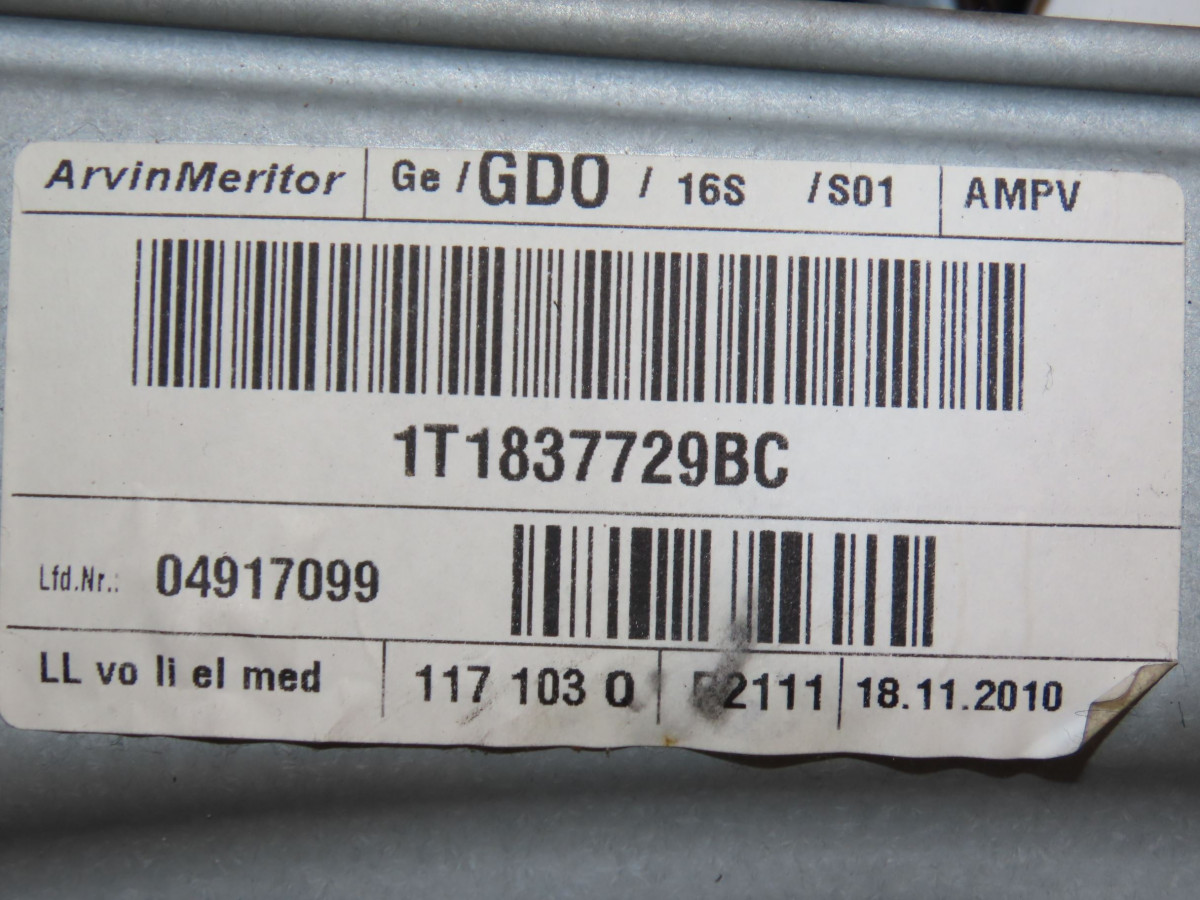 ArvinMeritor Ge / GDO / 16S / S01 AMPV
1T1837729BC
Lfd.Nr.: 04917099
LL vo li el med 117 103 0 18.11.2010